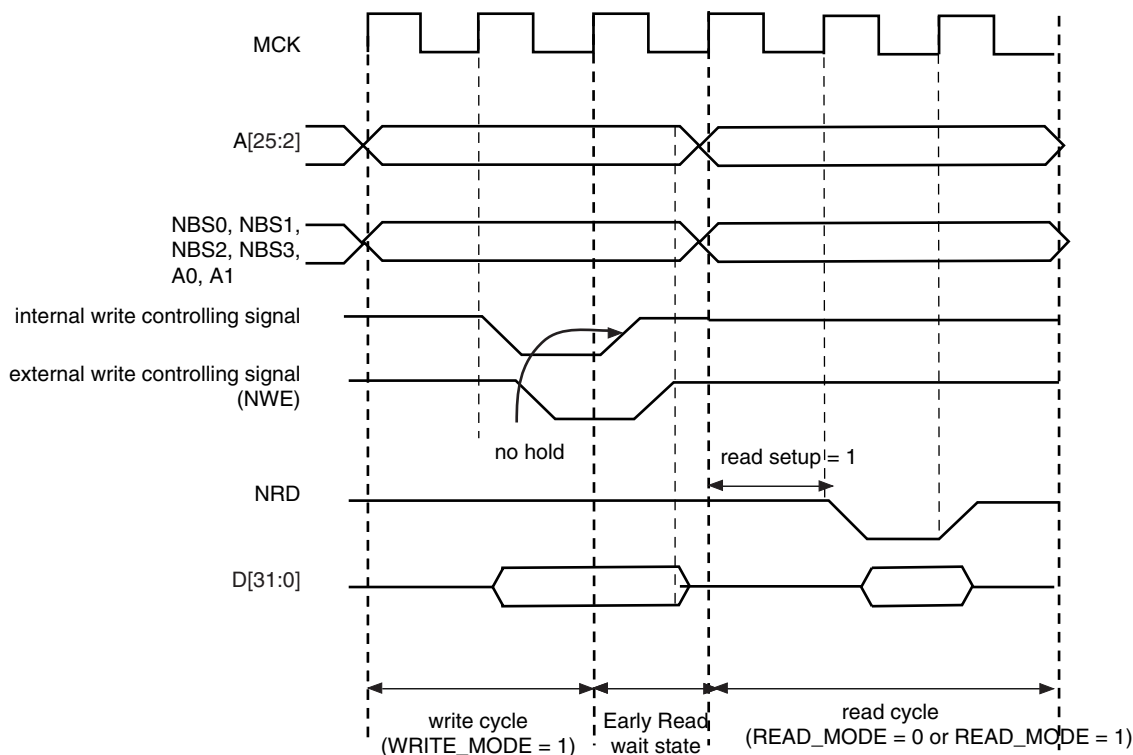 MCK
A[25:2]
NBS0, NBS1,
NBS2, NBS3,
A0, A1
internal write controlling signal
external write controlling signal
(NWE)
no hold
read setup = 1
NRD
D[31:0]
write cycle
(WRITE_MODE = 1)
Early Read
wait state
read cycle
(READ_MODE = 0 or READ_MODE = 1)